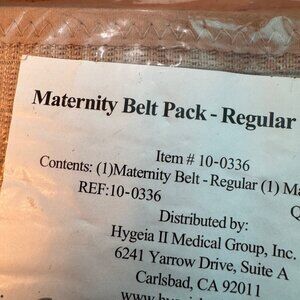 Maternity Belt Pack - Regular
Item # 10-0336
Contents: (1)Maternity Belt - Regular (1) Ma
REF:10-0336
Distributed by:
Hygeia II Medical Group, Inc.
6241 Yarrow Drive, Suite A
Carlsbad, CA 92011